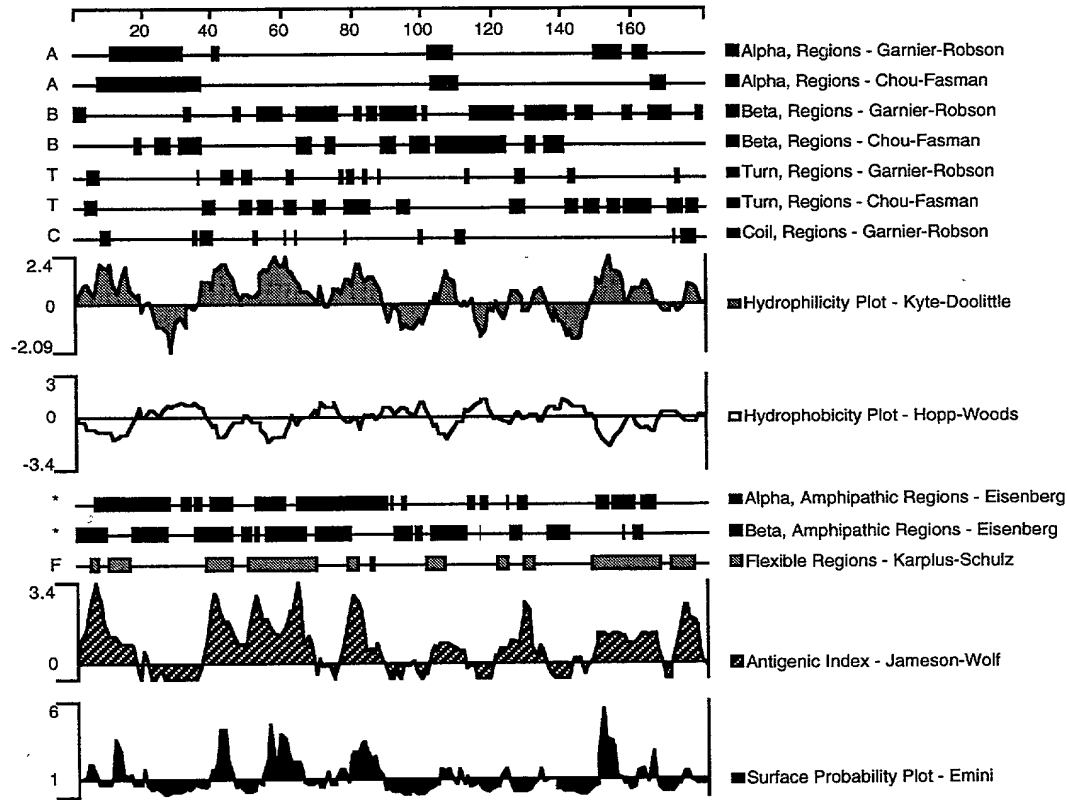 20 40 60 80 100 120 140 160
A Alpha, Regions - Garnier-Robson
A Alpha, Regions - Chou-Fasman
B Beta, Regions - Garnier-Robson
B Beta, Regions - Chou-Fasman
T Turn, Regions - Garnier-Robson
T Turn, Regions - Chou-Fasman
C Coil, Regions - Garnier-Robson
2.4
0 Hydrophilicity Plot - Kyte-Doolittle
-2.09
3
0 Hydrophobicity Plot - Hopp-Woods
-3.4
* Alpha, Amphipathic Regions - Eisenberg
* Beta, Amphipathic Regions - Eisenberg
F Flexible Regions - Karplus-Schulz
3.4
0 Antigenic Index - Jameson-Wolf
6
1 Surface Probability Plot - Emini